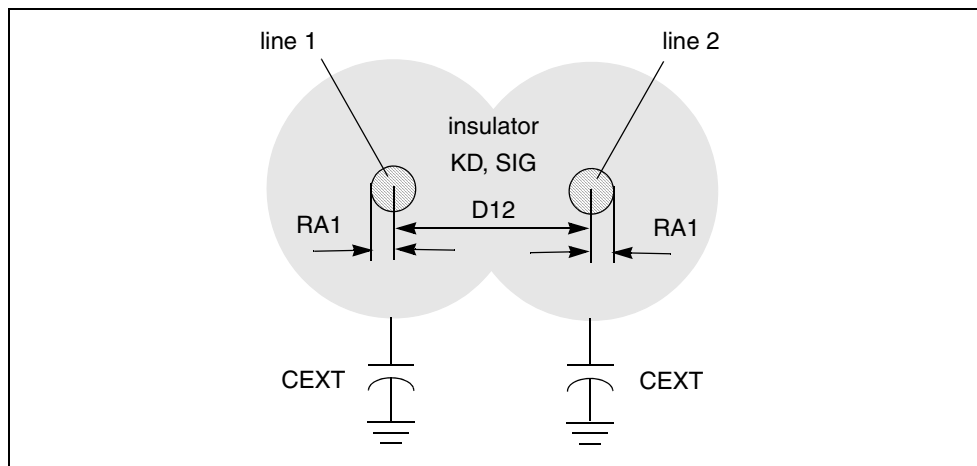 line 1
line 2
insulator
KD, SIG
D12
RA1
RA1
CEXT
CEXT